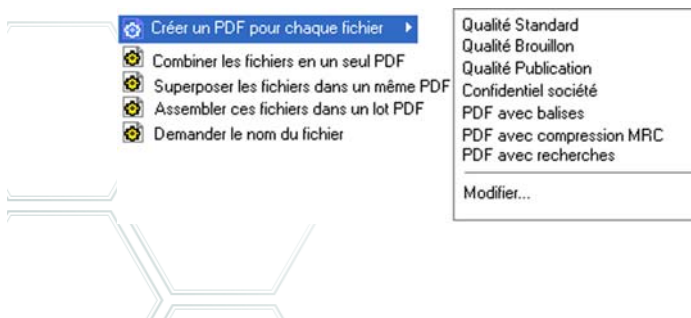 Créer un PDF pour chaque fichier
Combiner les fichiers en un seul PDF
Superposer les fichiers dans un même PDF
Assembler ces fichiers dans un lot PDF
Demander le nom du fichier
Qualité Standard
Qualité Brouillon
Qualité Publication
Confidentiel société
PDF avec balises
PDF avec compression MRC
PDF avec recherches
Modifier...